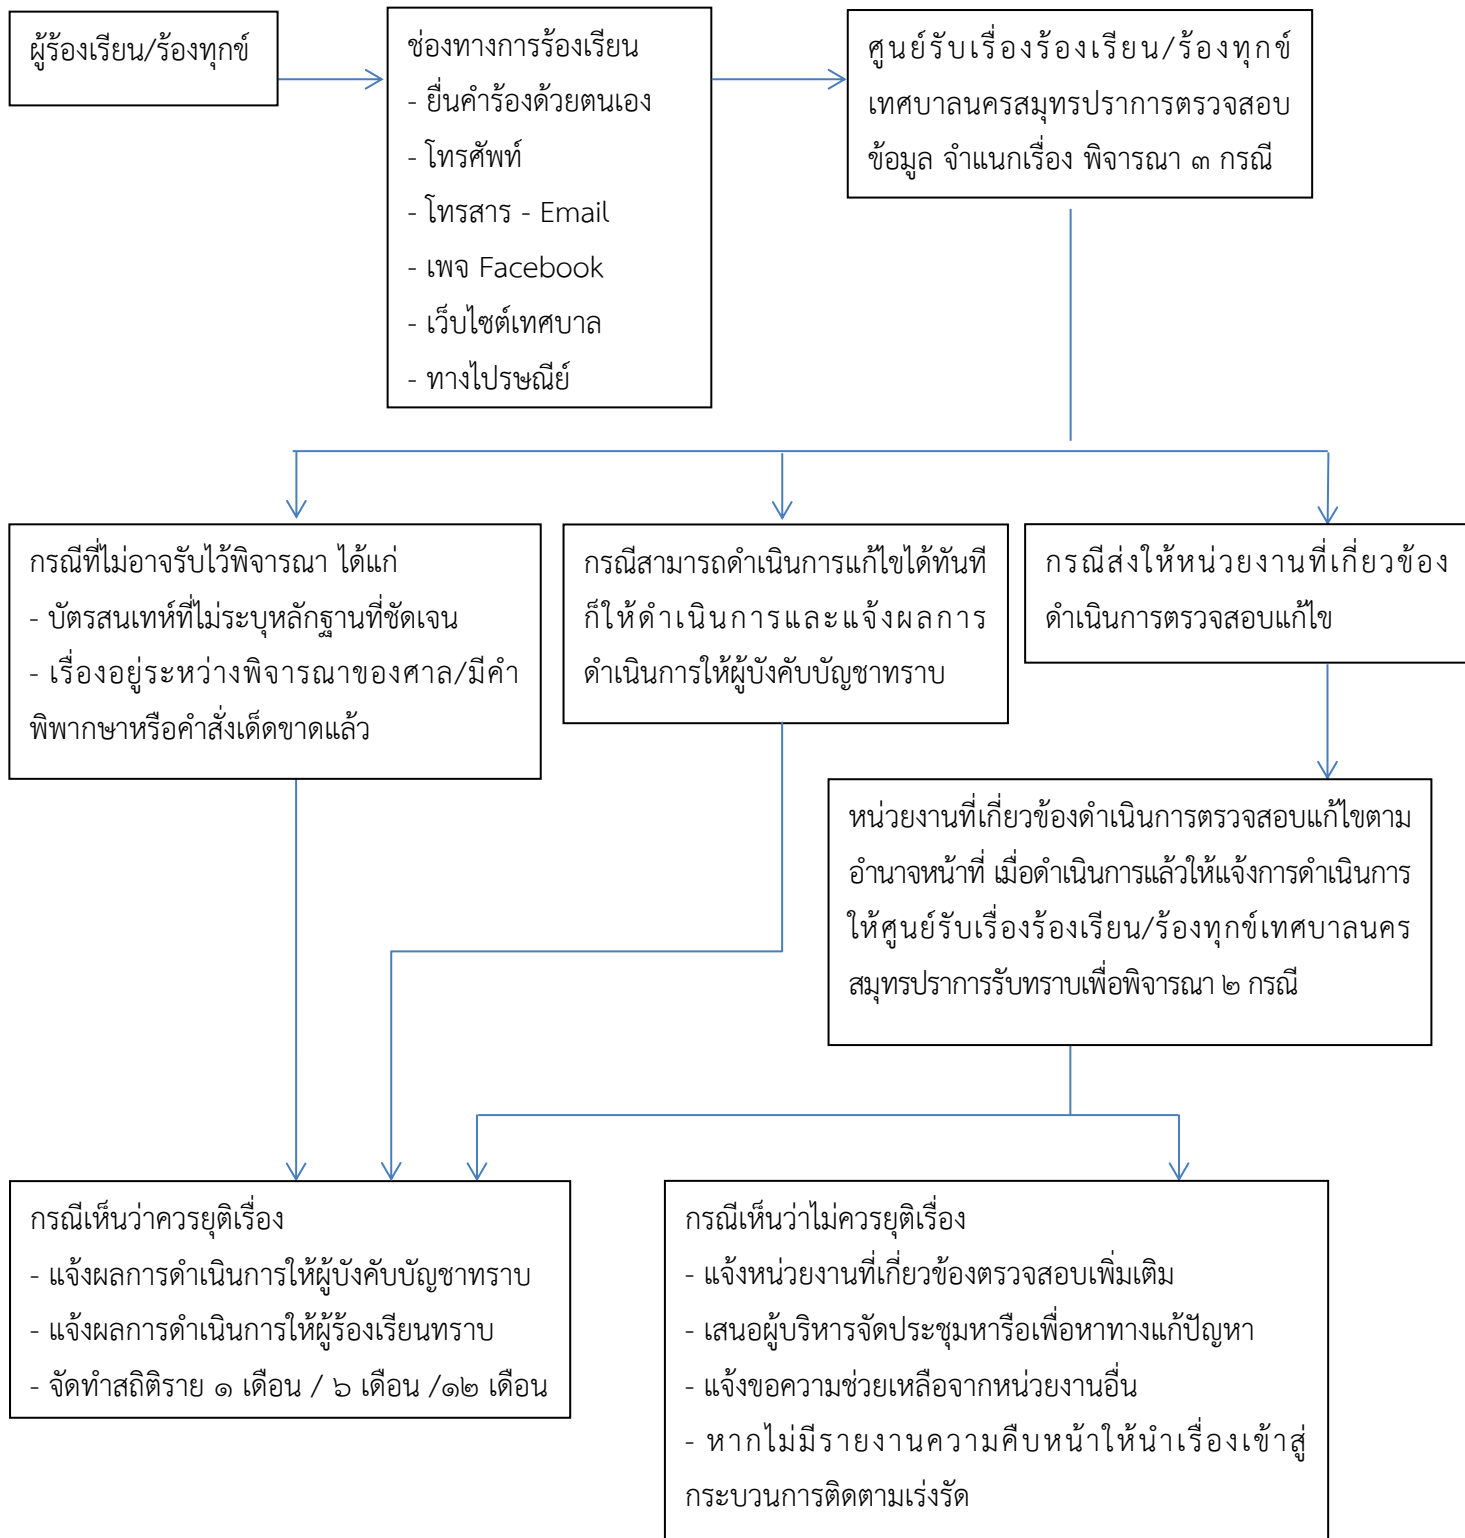 ผู้ร้องเรียน/ร้องทุกข์
ช่องทางการร้องเรียน
- ยื่นคำร้องด้วยตนเอง
- โทรศัพท์
- โทรสาร - Email
- เพจ Facebook
- เว็บไซต์เทศบาล
- ทางไปรษณีย์
ศูนย์รับเรื่องร้องเรียน/ร้องทุกข์
เทศบาลนครสมุทรปราการตรวจสอบ
ข้อมูล จำแนกเรื่อง พิจารณา ๓ กรณี
กรณีที่ไม่อาจรับไว้พิจารณา ได้แก่
- บัตรสนเทห์ที่ไม่ระบุหลักฐานที่ชัดเจน
- เรื่องอยู่ระหว่างพิจารณาของศาล/มีคำ
พิพากษาหรือคำสั่งเด็ดขาดแล้ว
กรณีสามารถดำเนินการแก้ไขได้ทันที
ก็ให้ดำเนินการและแจ้งผลการ
ดำเนินการให้ผู้บังคับบัญชาทราบ
กรณีส่งให้หน่วยงานที่เกี่ยวข้อง
ดำเนินการตรวจสอบแก้ไข
หน่วยงานที่เกี่ยวข้องดำเนินการตรวจสอบแก้ไขตาม
อำนาจหน้าที่ เมื่อดำเนินการแล้วให้แจ้งการดำเนินการ
ให้ศูนย์รับเรื่องร้องเรียน/ร้องทุกข์เทศบาลนคร
สมุทรปราการรับทราบเพื่อพิจารณา ๒ กรณี
กรณีเห็นว่าควรยุติเรื่อง
- แจ้งผลการดำเนินการให้ผู้บังคับบัญชาทราบ
- แจ้งผลการดำเนินการให้ผู้ร้องเรียนทราบ
- จัดทำสถิติราย ๑ เดือน / ๖ เดือน /๑๒ เดือน
กรณีเห็นว่าไม่ควรยุติเรื่อง
- แจ้งหน่วยงานที่เกี่ยวข้องตรวจสอบเพิ่มเติม
- เสนอผู้บริหารจัดประชุมหารือเพื่อหาทางแก้ปัญหา
- แจ้งขอความช่วยเหลือจากหน่วยงานอื่น
- หากไม่มีรายงานความคืบหน้าให้นำเรื่องเข้าสู่
กระบวนการติดตามเร่งรัด